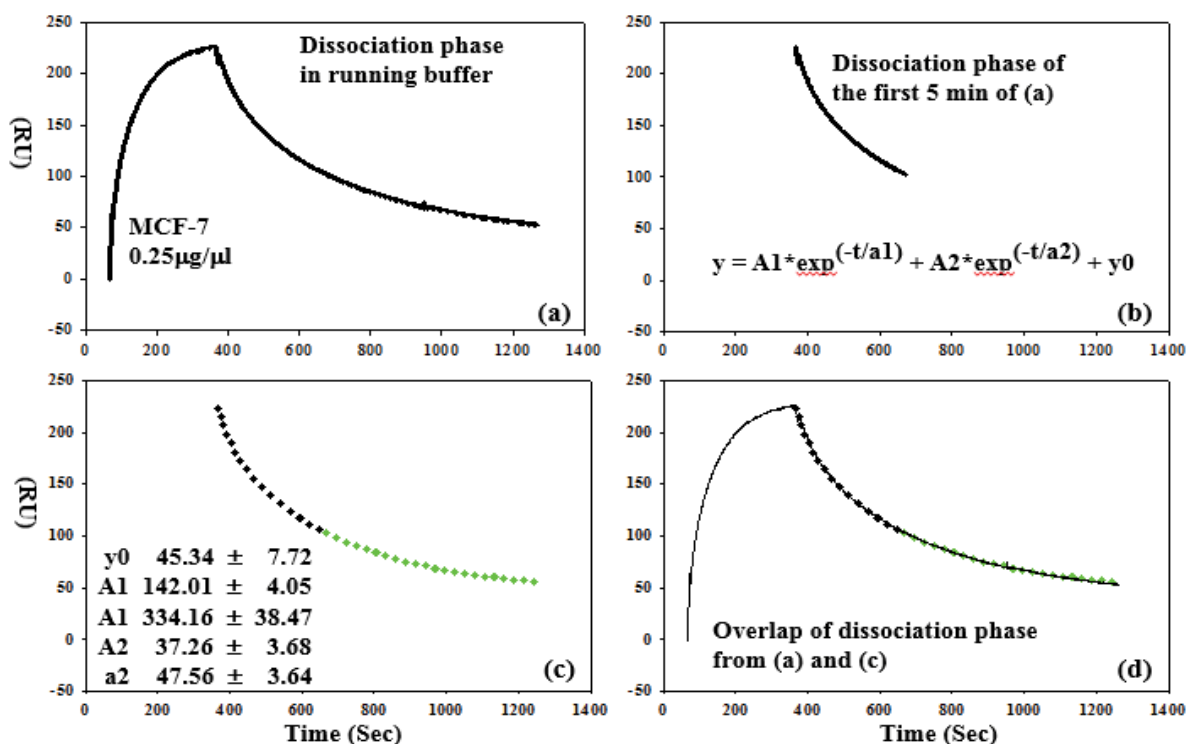 250
200
150
100
50
0
-50
(RU)
Dissociation phase
in running buffer
MCF-7
0.25µg/µl
(a)
0 200 400 600 800 1000 1200 1400
250
200
150
100
50
0
-50
Dissociation phase of
the first 5 min of (a)
y = A1*exp(-t/a1) + A2*exp(-t/a2) + y0
(b)
0 200 400 600 800 1000 1200 1400
250
200
150
100
50
0
-50
(RU)
y0 45.34 ± 7.72
A1 142.01 ± 4.05
A1 334.16 ± 38.47
A2 37.26 ± 3.68
a2 47.56 ± 3.64
(c)
0 200 400 600 800 1000 1200 1400
Time (Sec)
250
200
150
100
50
0
-50
Overlap of dissociation phase
from (a) and (c)
(d)
0 200 400 600 800 1000 1200 1400
Time (Sec)